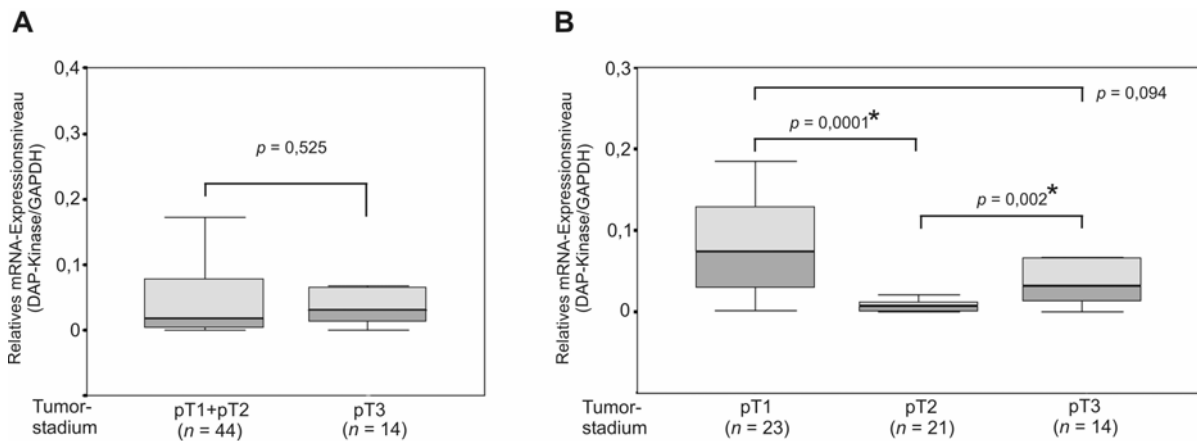 A
Relatives mRNA-Expressionsniveau
(DAP-Kinase/GAPDH)
0,4
0,3
0,2
0,1
0
p = 0,525
Tumor-
stadium
pT1+pT2
(n = 44)
pT3
(n = 14)
B
Relatives mRNA-Expressionsniveau
(DAP-Kinase/GAPDH)
0,3
0,2
0,1
0
p = 0,094
p = 0,0001*
p = 0,002*
Tumor-
stadium
pT1
(n = 23)
pT2
(n = 21)
pT3
(n = 14)